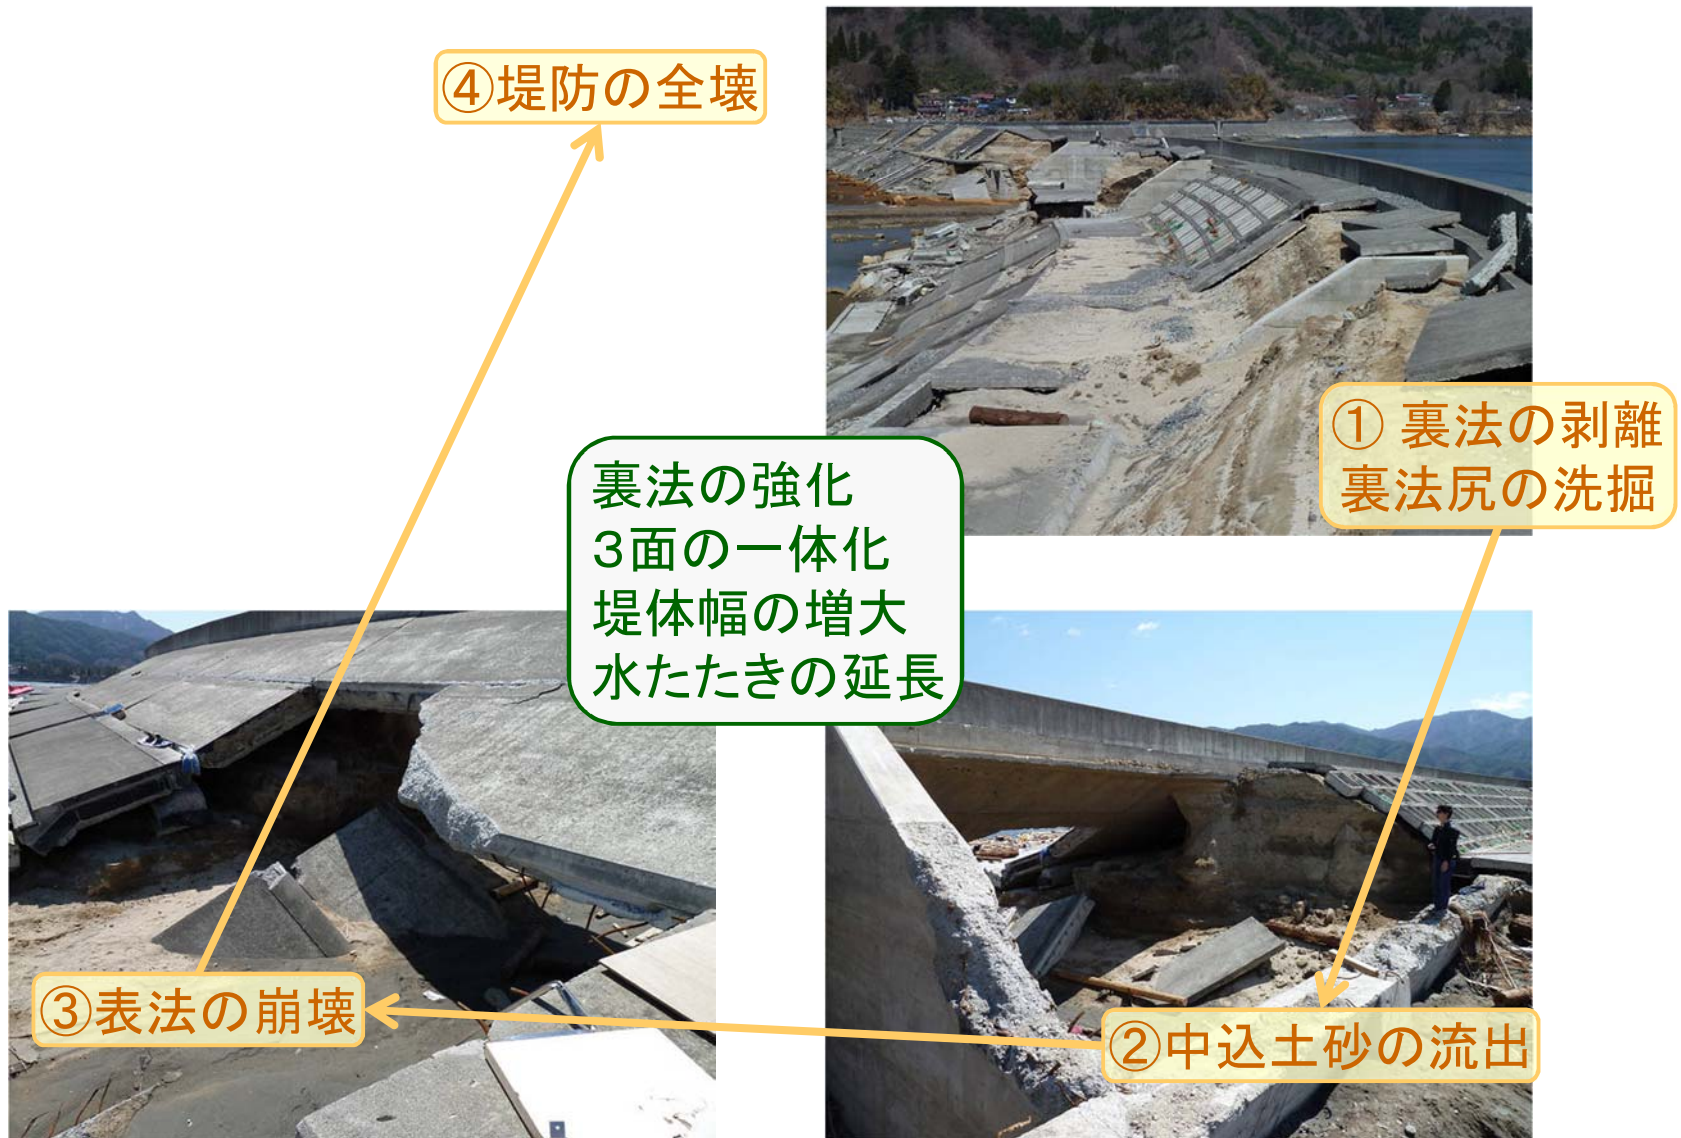 ④堤防の全壊
① 裏法の剥離
裏法尻の洗掘
裏法の強化
3面の一体化
堤体幅の増大
水たたきの延長
③表法の崩壊
②中込土砂の流出